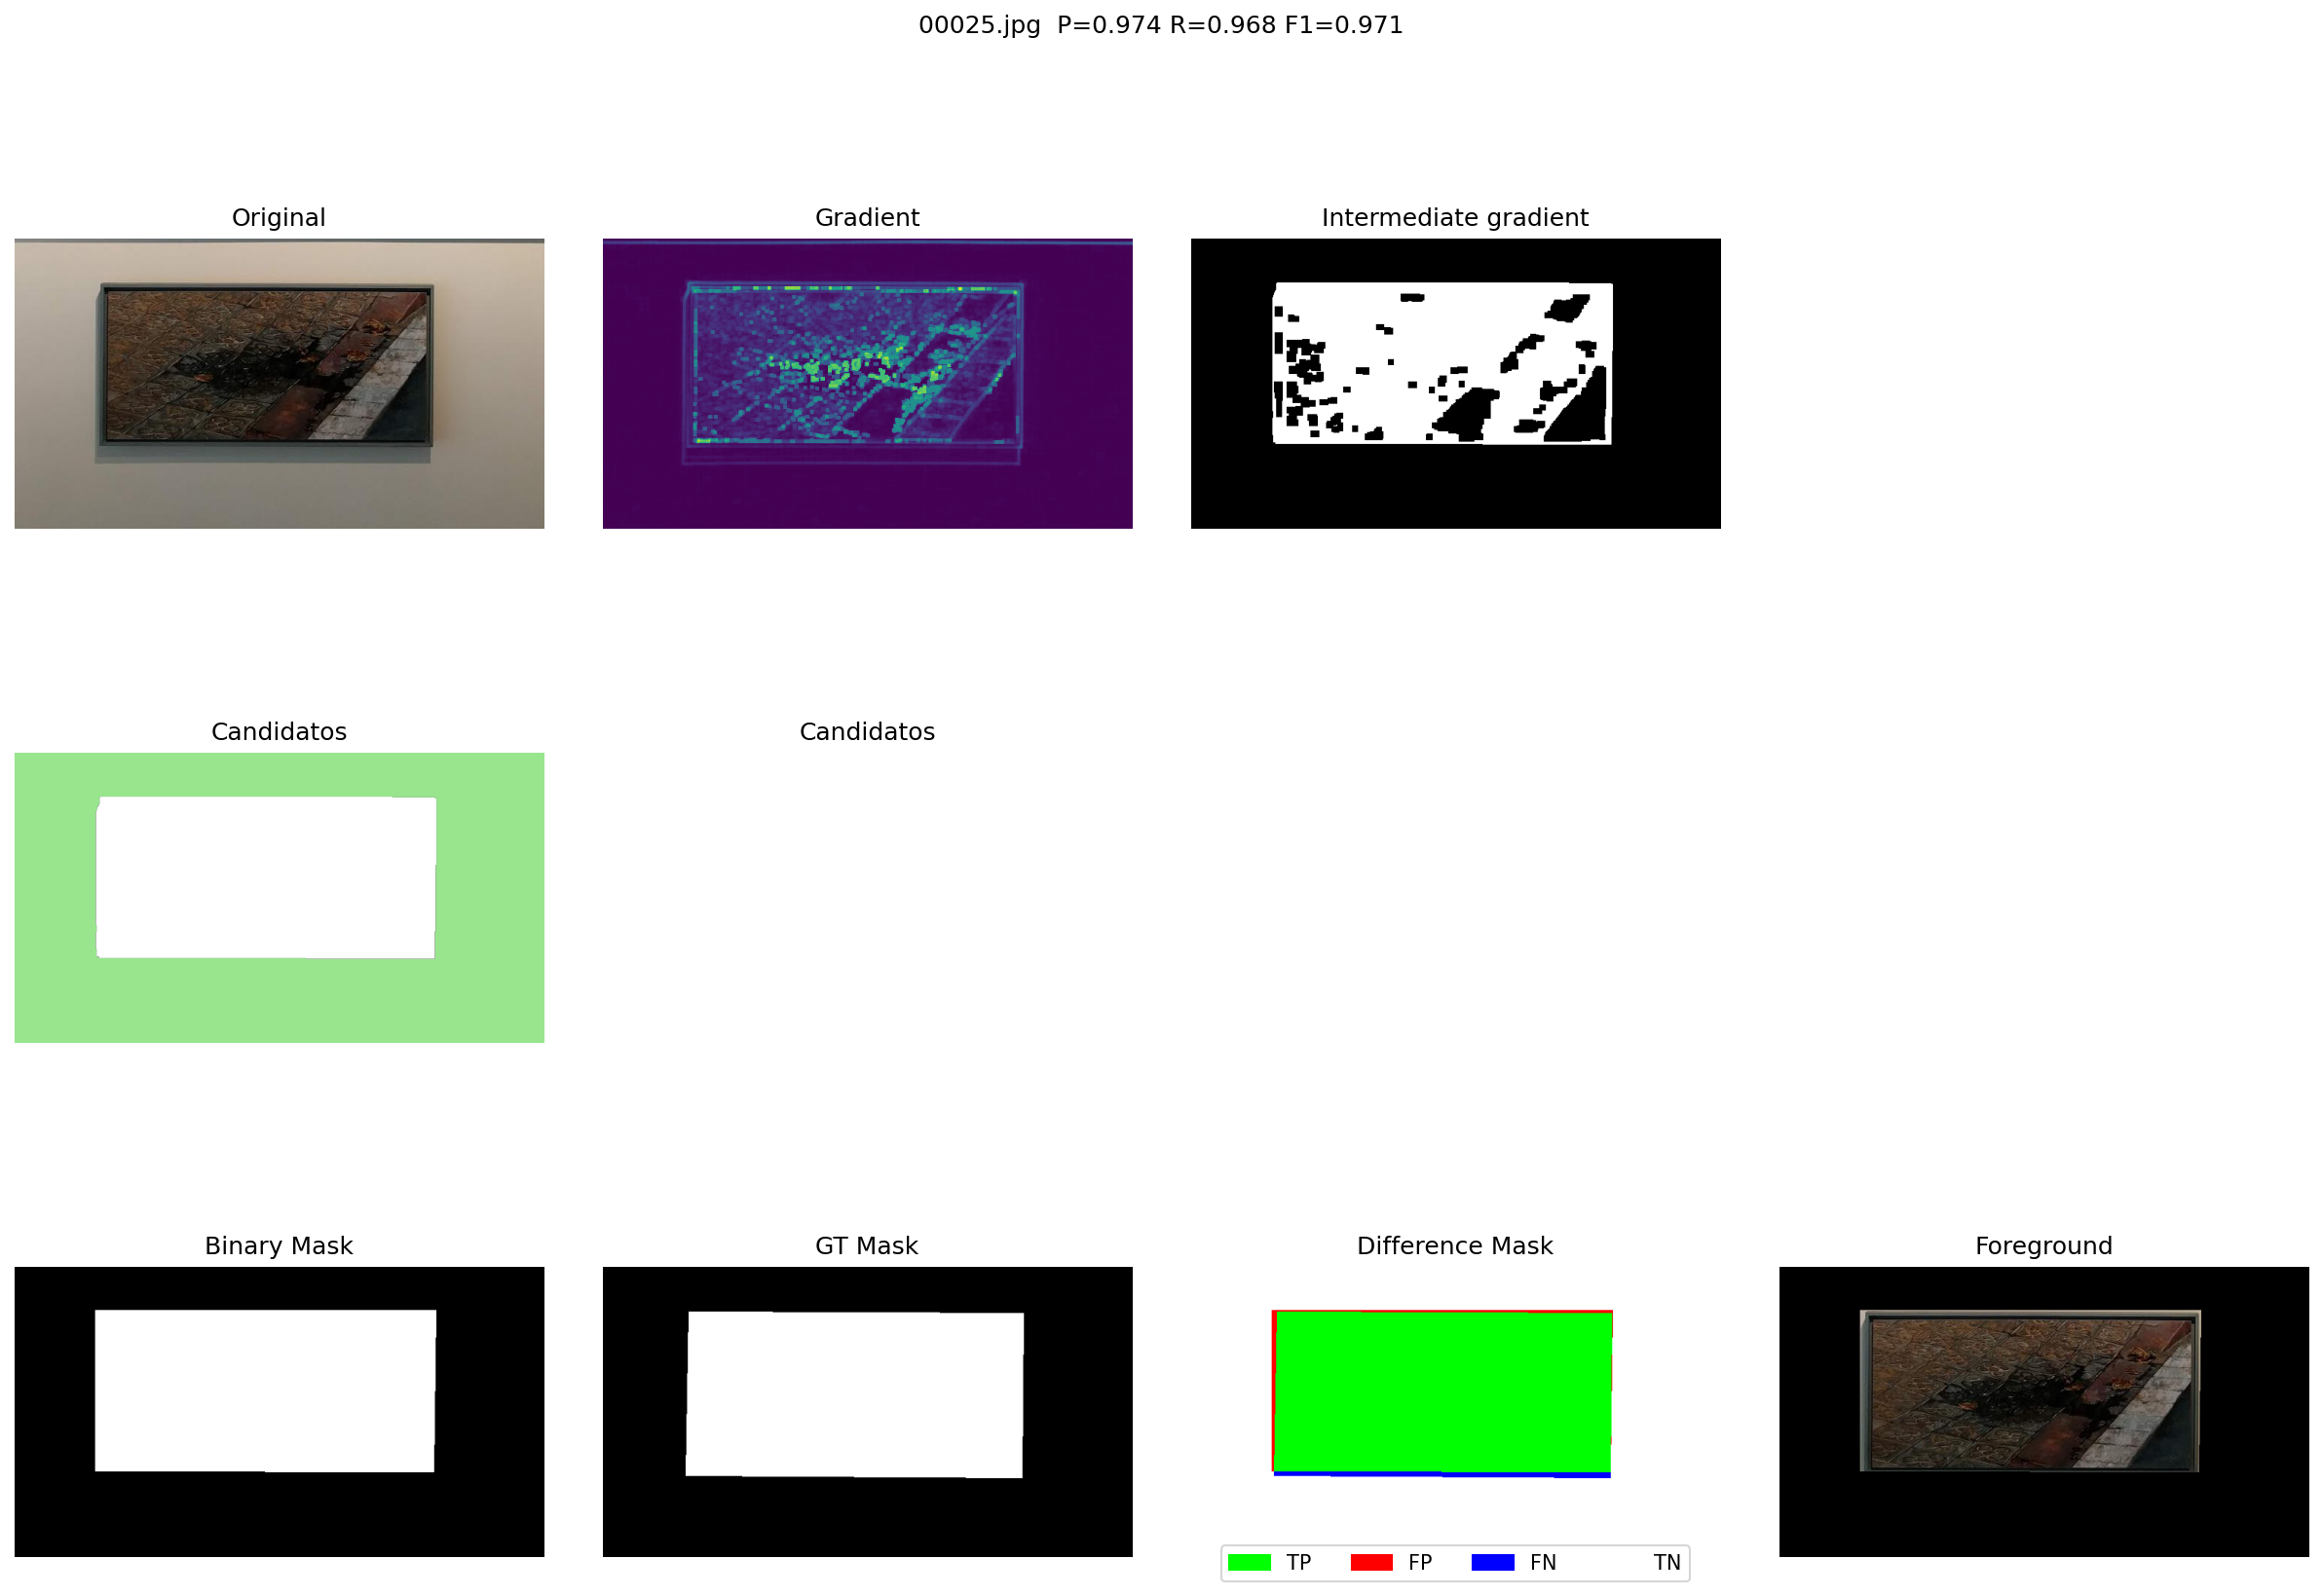 00025.jpg  P=0.974 R=0.968 F1=0.971
Original
Gradient
Intermediate gradient
Candidatos
Candidatos
Binary Mask
GT Mask
Difference Mask
Foreground
TP
FP
FN
TN